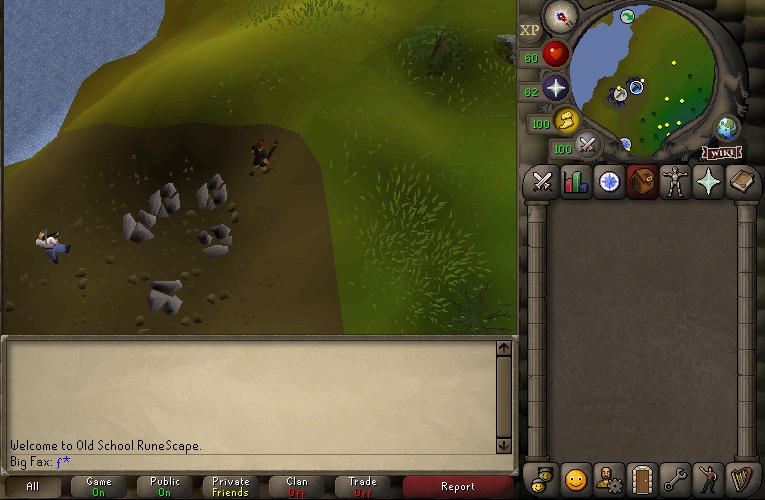 XP
60
62
100
100
WIKI
Welcome to Old School RuneScape.
Big Fax: f*
All
Game
On
Public
On
Private
Friends
Clan
Off
Trade
Off
Report